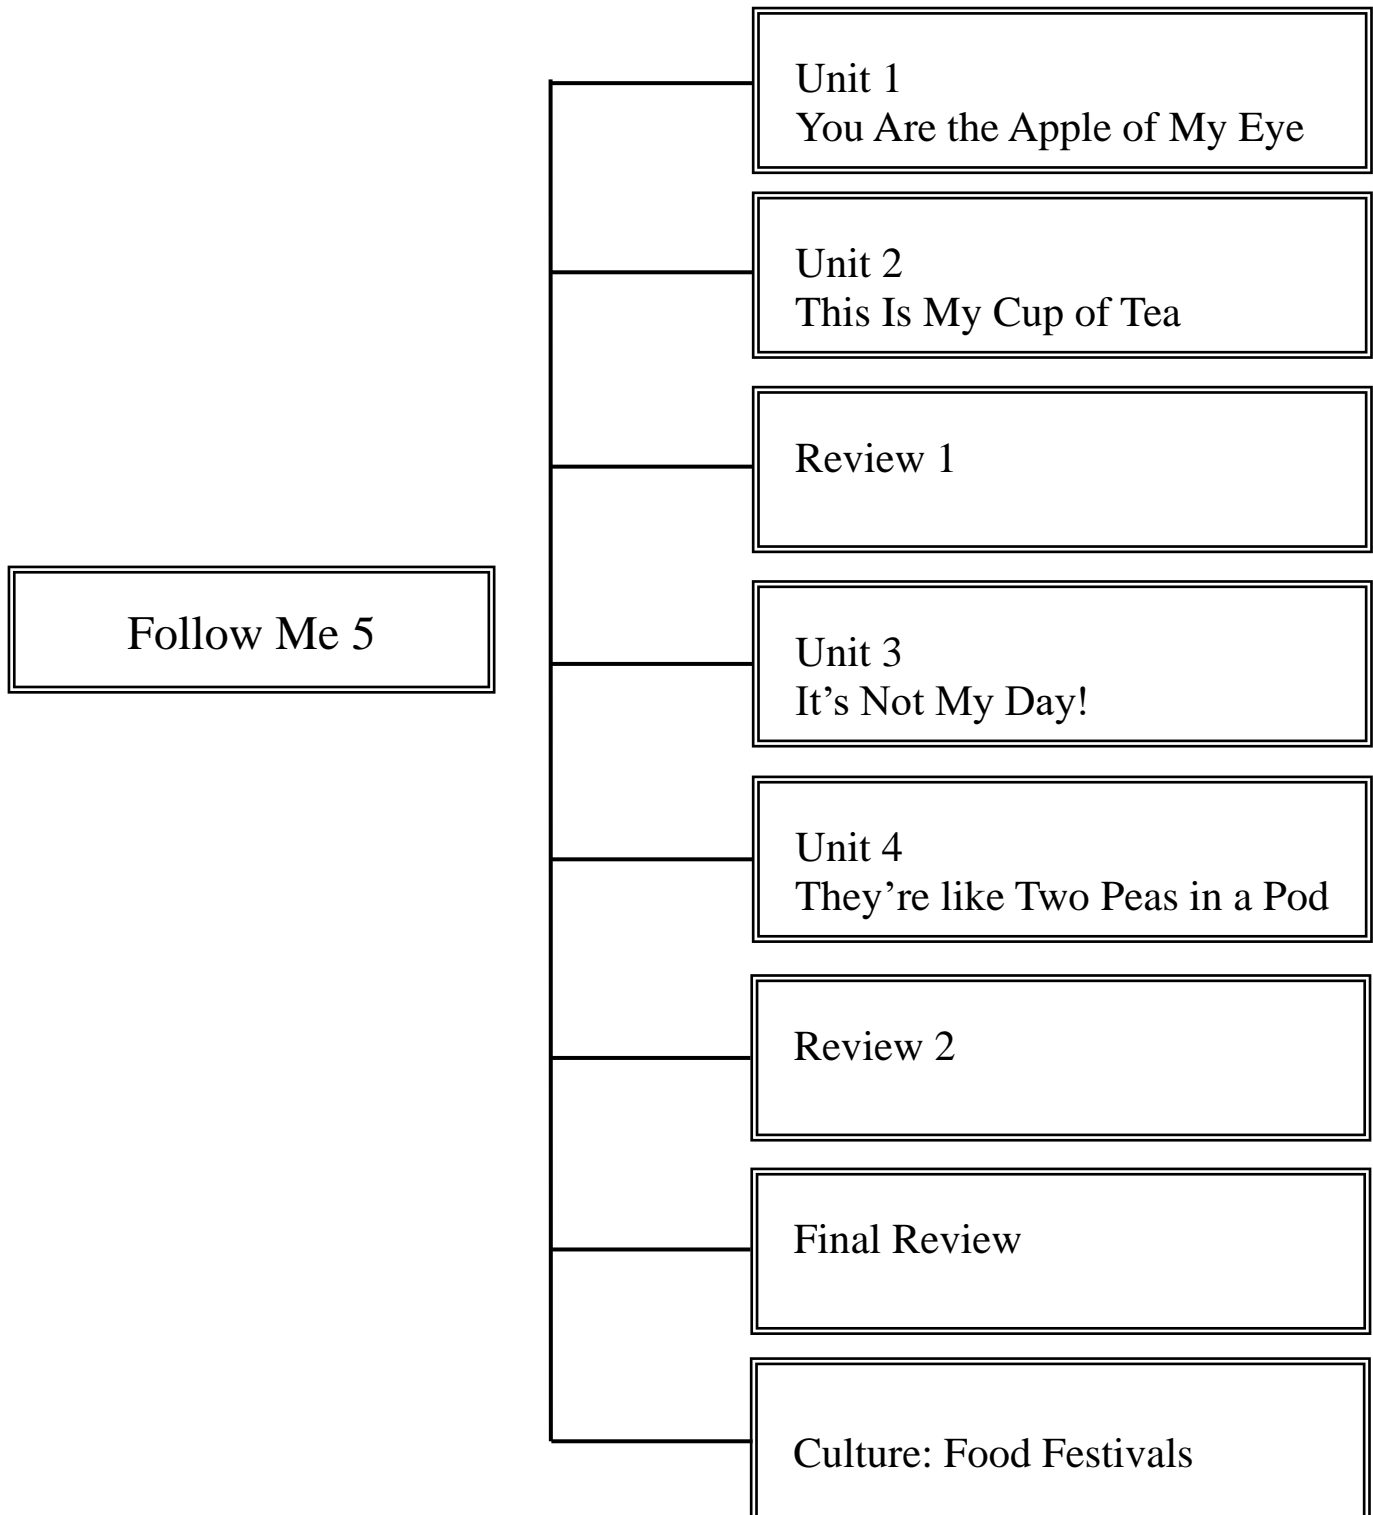 Follow Me 5
Unit 1
You Are the Apple of My Eye
Unit 2
This Is My Cup of Tea
Review 1
Unit 3
It’s Not My Day!
Unit 4
They’re like Two Peas in a Pod
Review 2
Final Review
Culture: Food Festivals